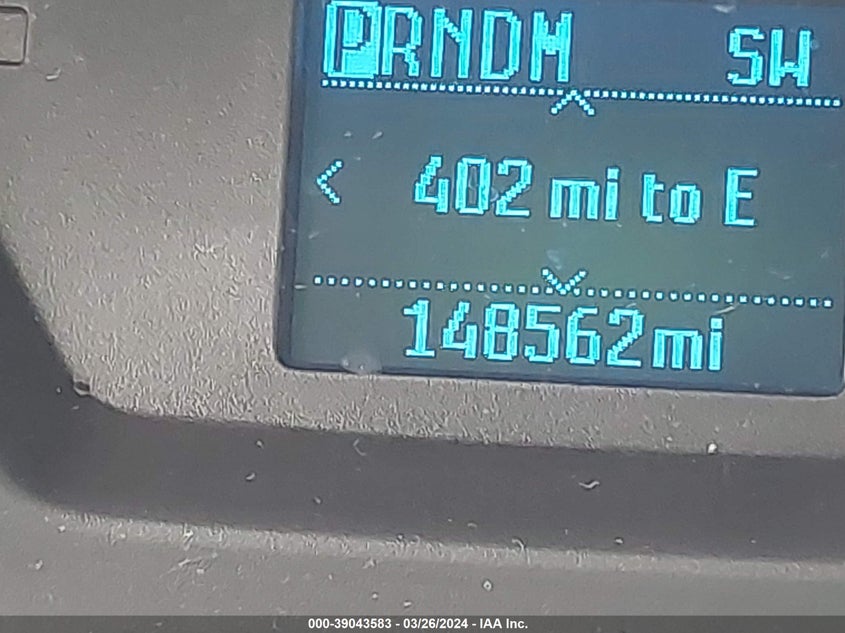 PRNDM SW
< 402 mi to E
148562mi
000-39043583 - 03/26/2024 - IAA Inc.